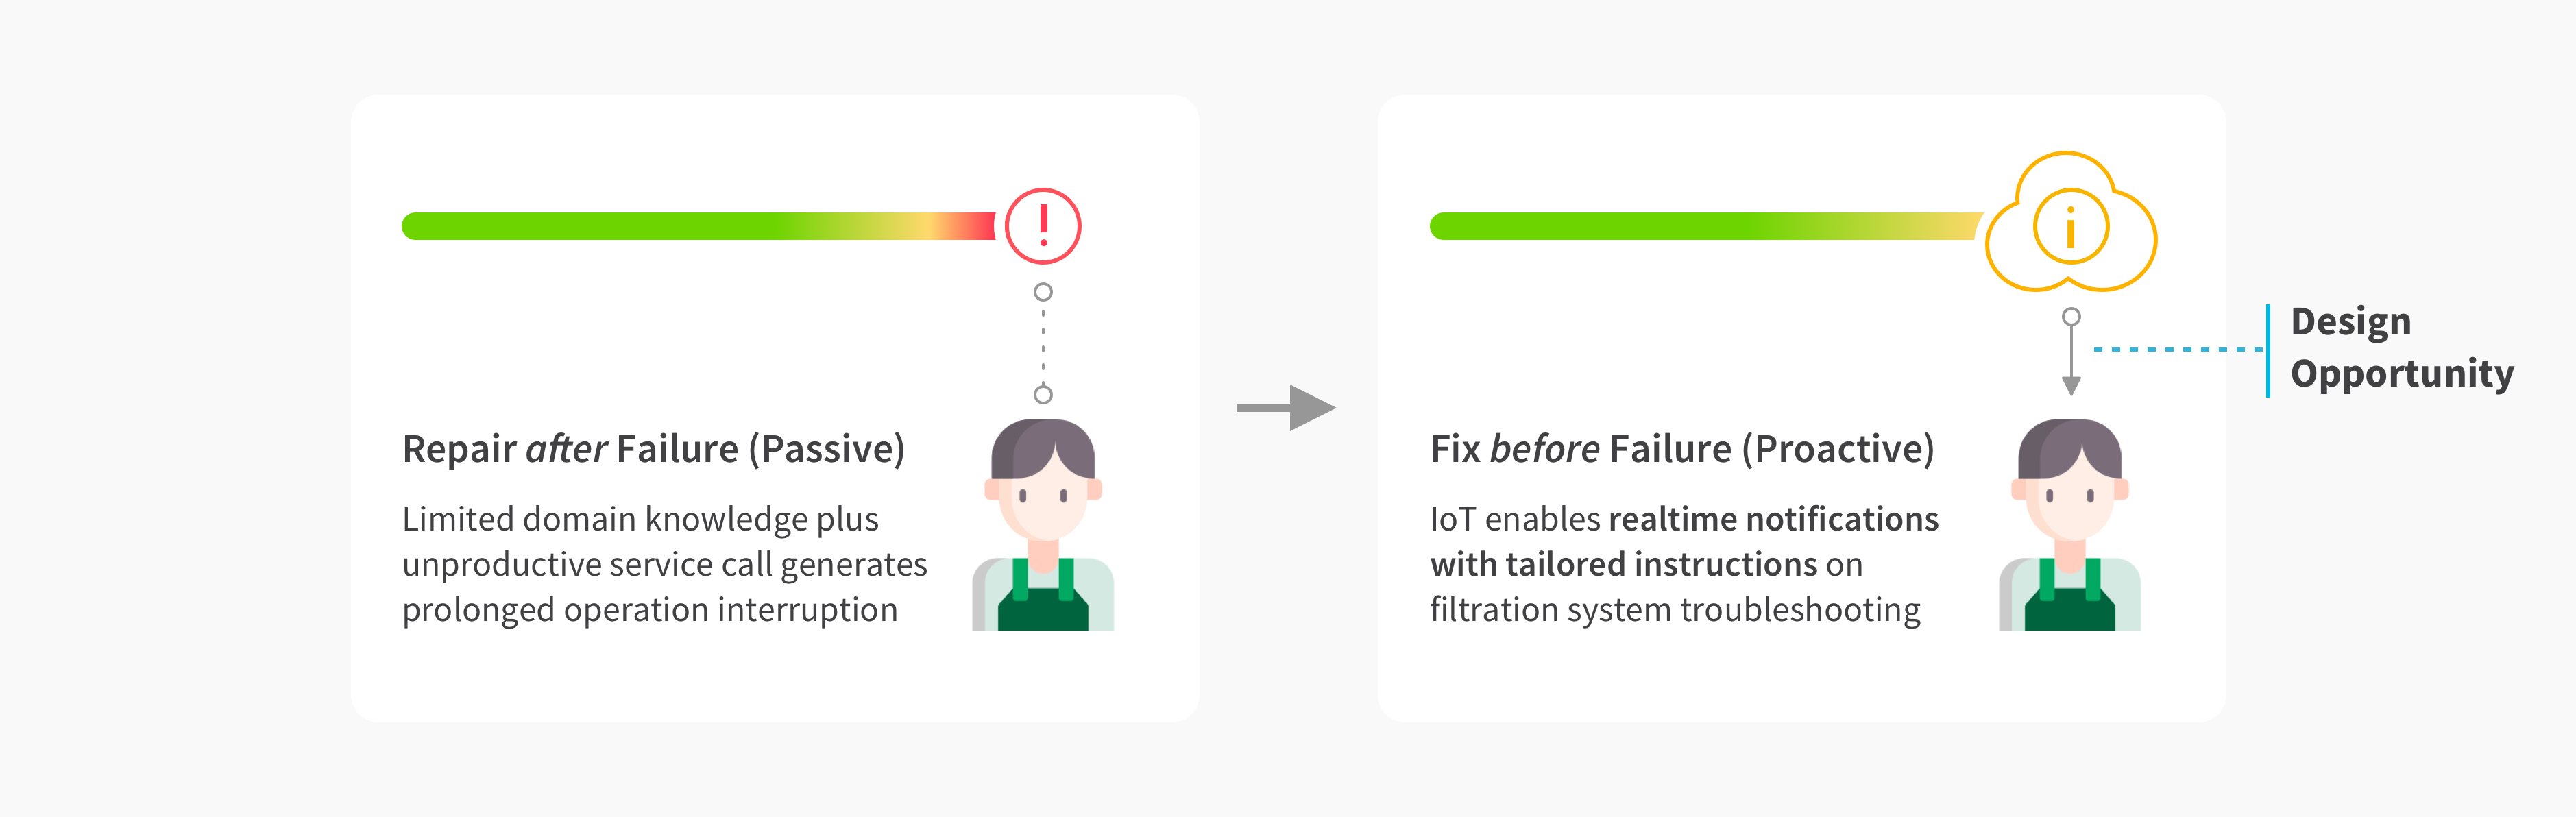 !
Repair after Failure (Passive)
Limited domain knowledge plus
unproductive service call generates
prolonged operation interruption
i
Fix before Failure (Proactive)
IoT enables realtime notifications
with tailored instructions on
filtration system troubleshooting
Design
Opportunity